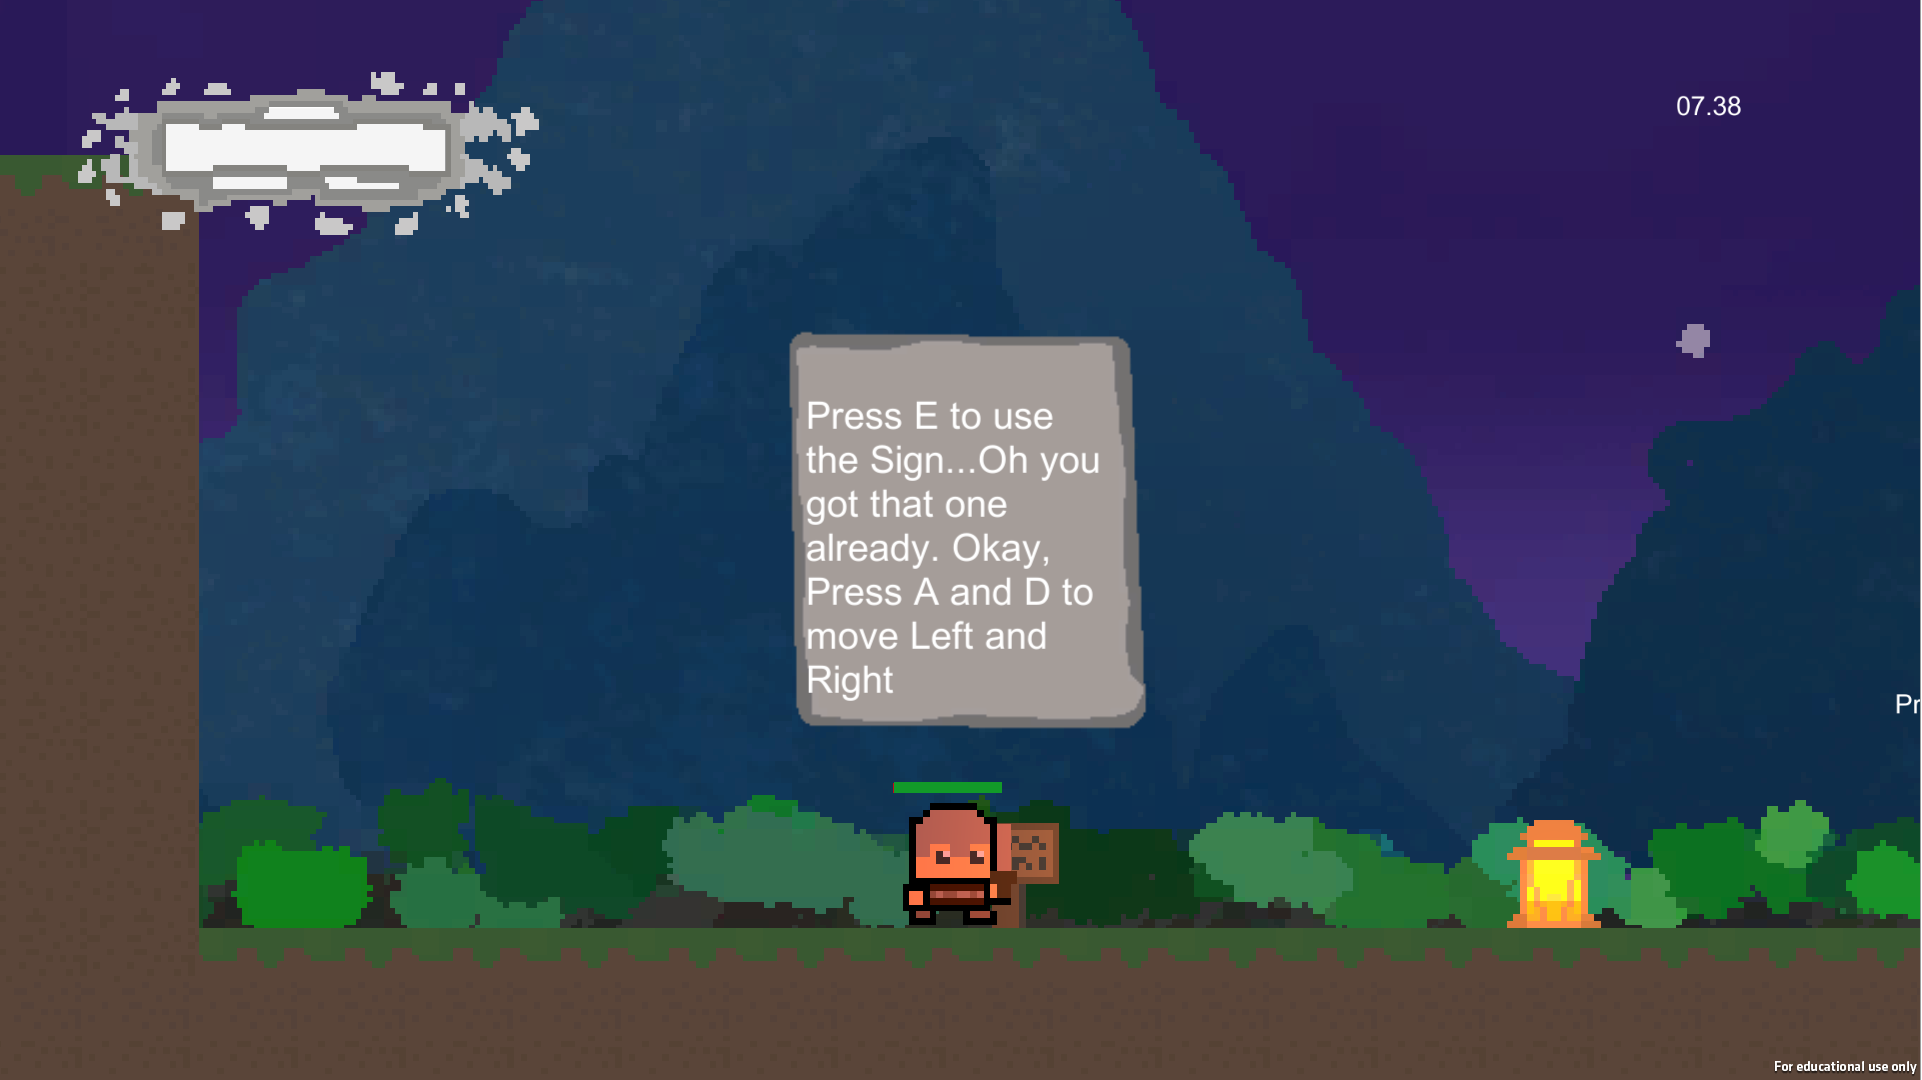 07.38
Press E to use
the Sign...Oh you
got that one
already. Okay,
Press A and D to
move Left and
Right
Pr
For educational use only